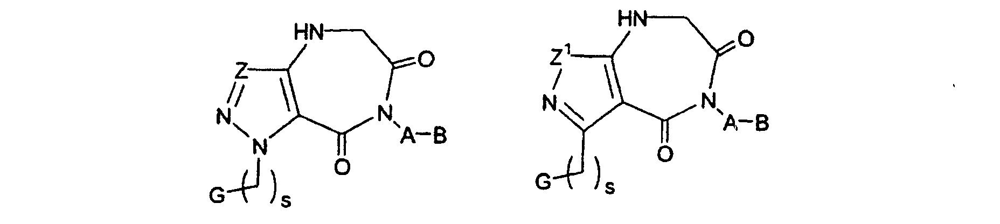 HN HN
O O
Z Z¹
N N
N N
A-B A-B
N
O O
G ( )s G ( )s